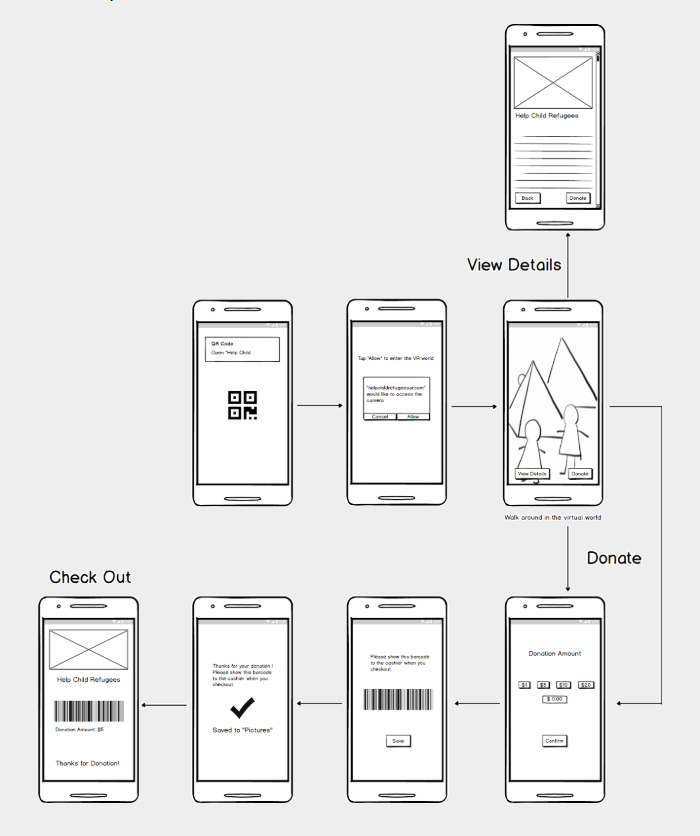 Help Child Refugees
Back
Donate
View Details
QR Code
Open "Help Child
Tap "Allow" to enter the VR world
"helpchildrefugeesar.com"
would like to access the
camera
Cancel
Allow
View Details
Donate
Walk around in the virtual world
Donate
Check Out
Help Child Refugees
Donation Amount: $5
Thanks for Donation!
Thanks for your donation !
Please show this barcode
to the cashier when you
checkout.
Saved to "Pictures"
Please show this barcode
to the cashier when you
checkout.
Save
Donation Amount
$1
$5
$10
$20
$ 0.00
Confirm